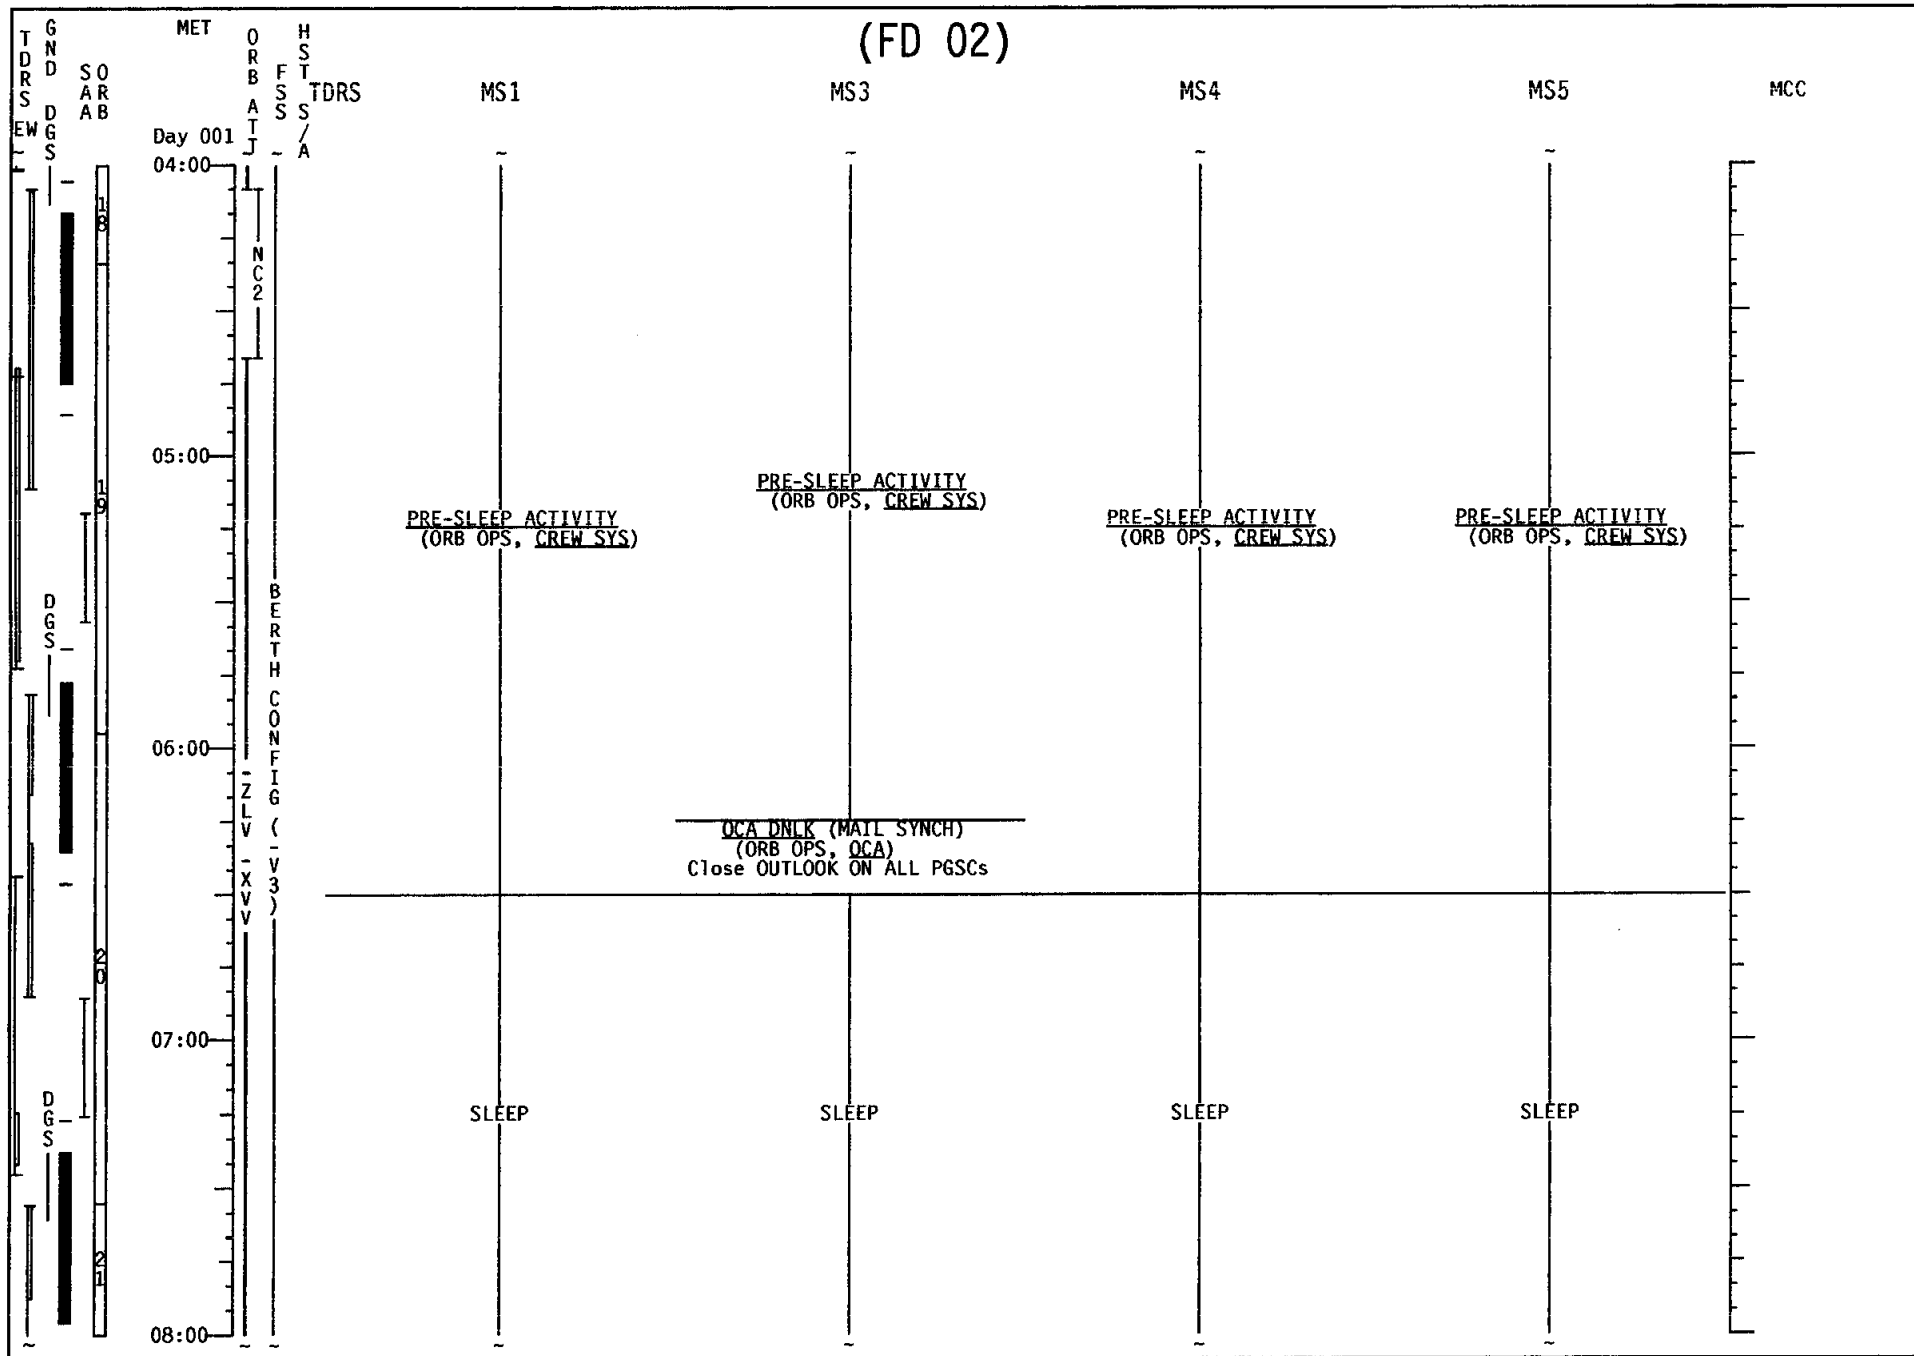 (FD 02)
TDRS EW
GND DGS
SAA
ORB
MET
ORB ATT
FSS
HST S/A
TDRS
MS1
MS3
MS4
MS5
MCC
Day 001
04:00
18
NC2
05:00
19
PRE-SLEEP ACTIVITY
(ORB OPS, CREW SYS)
PRE-SLEEP ACTIVITY
(ORB OPS, CREW SYS)
PRE-SLEEP ACTIVITY
(ORB OPS, CREW SYS)
PRE-SLEEP ACTIVITY
(ORB OPS, CREW SYS)
DGS
BERTH CONFIG (-V3)
06:00
-ZLV -XVV
OCA DNLK (MAIL SYNCH)
(ORB OPS, OCA)
Close OUTLOOK ON ALL PGSCs
20
07:00
DGS
SLEEP
SLEEP
SLEEP
SLEEP
21
08:00